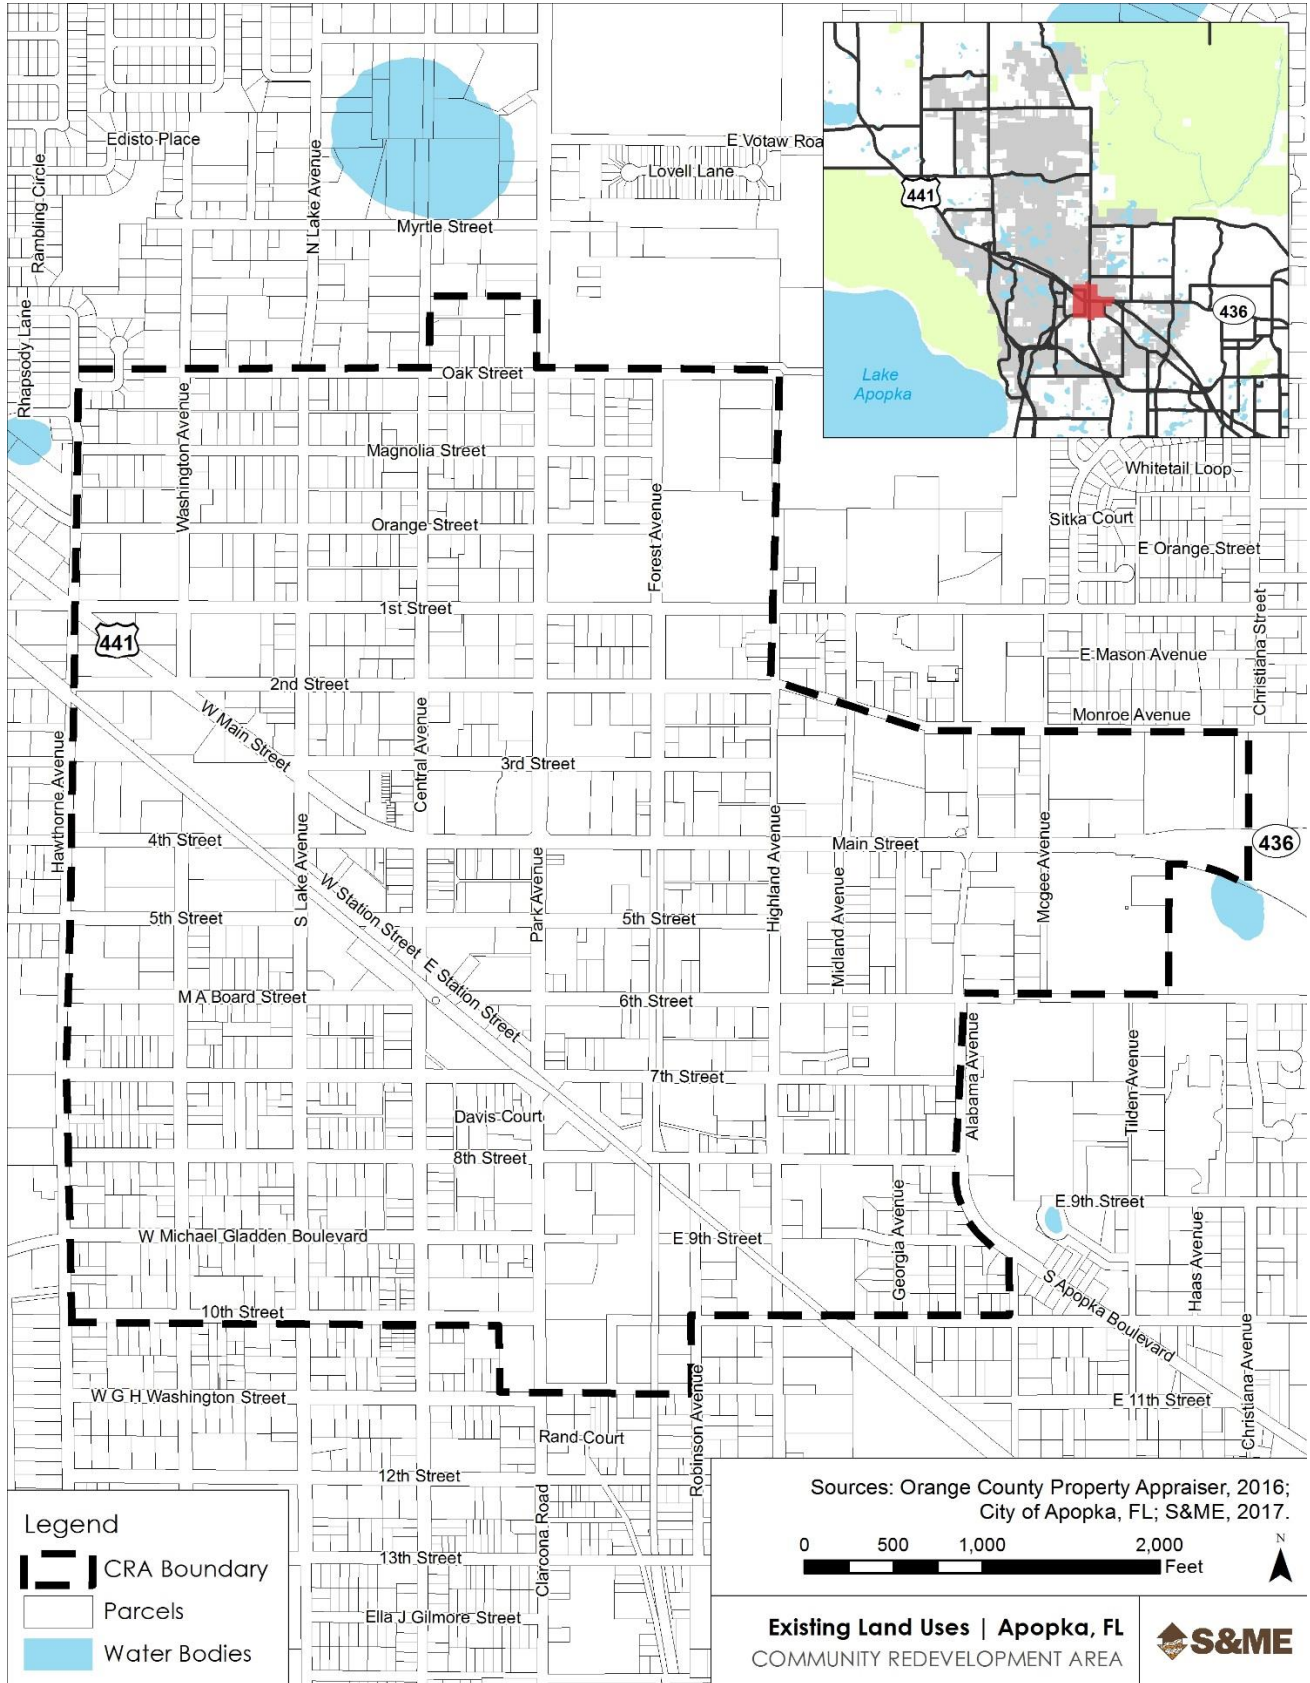 Edisto Place
E Votaw Roa
Lovell Lane
Rambling Circle
N Lake Avenue
Myrtle Street
441
436
Lake
Apopka
Rhapsody Lane
Oak Street
Washington Avenue
Magnolia Street
Whitetail Loop
Forest Avenue
Orange Street
Sitka Court
E Orange Street
1st Street
Christiana Street
441
E Mason Avenue
2nd Street
W Main Street
Central Avenue
Monroe Avenue
Hawthorne Avenue
3rd Street
4th Street
S Lake Avenue
Park Avenue
Highland Avenue
Main Street
Midland Avenue
Mcgee Avenue
436
W Station Street
5th Street
5th Street
E Station Street
M A Board Street
6th Street
Alabama Avenue
Tilden Avenue
7th Street
Davis Court
8th Street
Georgia Avenue
E 9th Street
W Michael Gladden Boulevard
E 9th Street
Haas Avenue
S Apopka Boulevard
10th Street
Christiana Avenue
W G H Washington Street
Robinson Avenue
E 11th Street
Rand Court
12th Street
Clarcona Road
13th Street
Ella J Gilmore Street
Legend
CRA Boundary
Parcels
Water Bodies
Sources: Orange County Property Appraiser, 2016;
City of Apopka, FL; S&ME, 2017.
0 500 1,000 2,000
Feet
N
Existing Land Uses | Apopka, FL
COMMUNITY REDEVELOPMENT AREA
S&ME